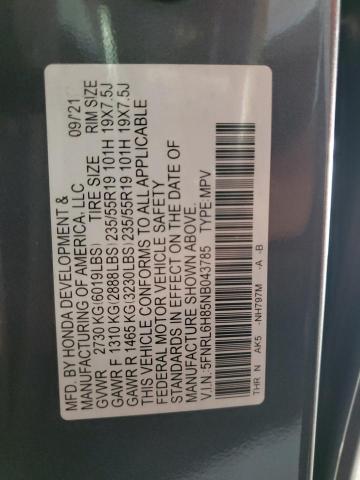 MFD. BY HONDA DEVELOPMENT & 09/21
MANUFACTURING OF AMERICA, LLC
TIRE SIZE RIM SIZE
GVWR 2730 KG(6019LBS)
GAWR F 1310 KG(2888LBS) 235/55R19 101H 19X7.5J
GAWR R 1465 KG(3230LBS) 235/55R19 101H 19X7.5J
THIS VEHICLE CONFORMS TO ALL APPLICABLE
FEDERAL MOTOR VEHICLE SAFETY
STANDARDS IN EFFECT ON THE DATE OF
MANUFACTURE SHOWN ABOVE.
V.I.N.:5FNRL6H85NB043785 TYPE:MPV
THR N AK5 -NH797M -A -B